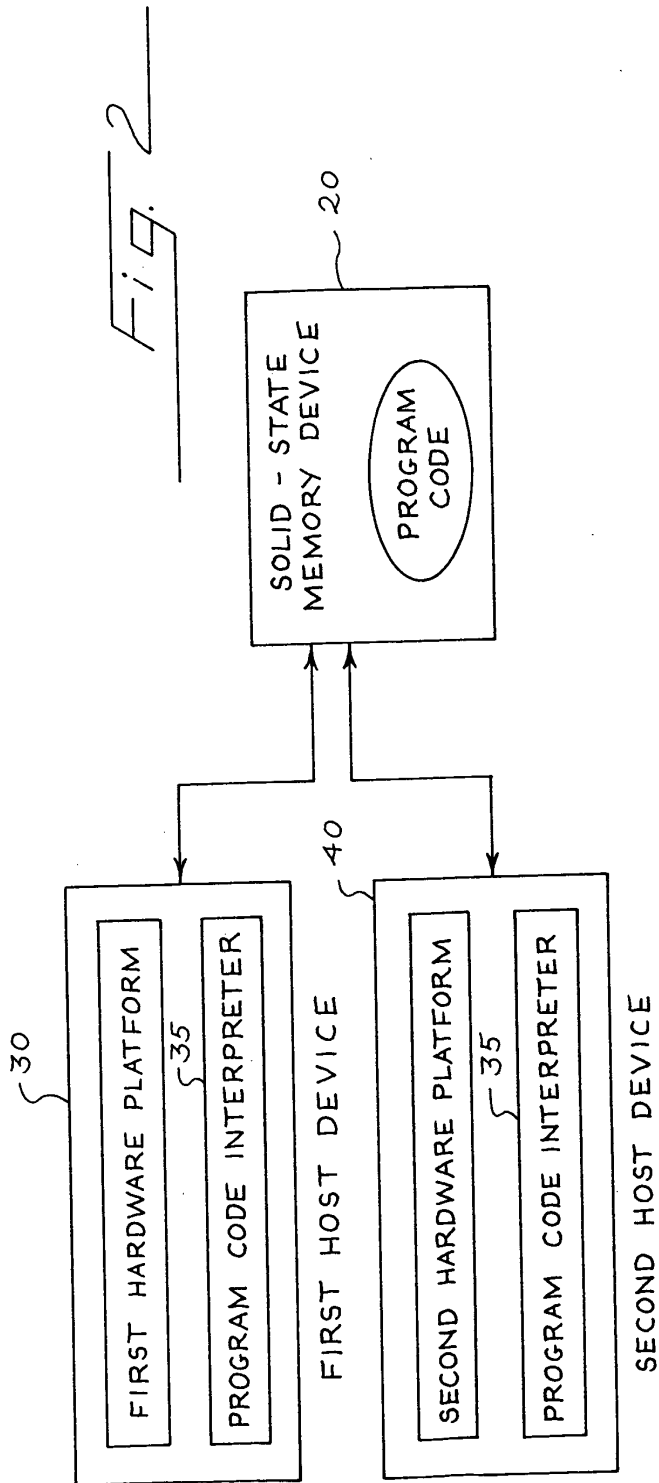 Fig. 2
30
FIRST HARDWARE PLATFORM
35
PROGRAM CODE INTERPRETER
FIRST HOST DEVICE
40
SECOND HARDWARE PLATFORM
35
PROGRAM CODE INTERPRETER
SECOND HOST DEVICE
20
SOLID - STATE
MEMORY DEVICE
PROGRAM
CODE